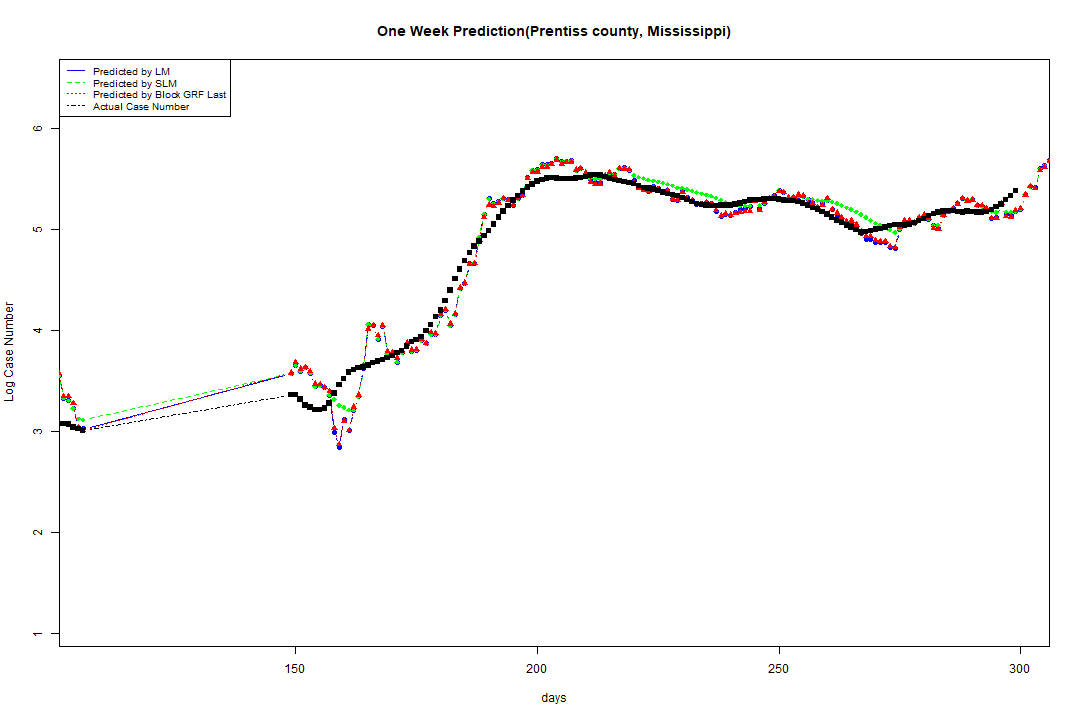 One Week Prediction(Prentiss county, Mississippi)
Predicted by LM
Predicted by SLM
Predicted by Block GRF Last
Actual Case Number
6
5
4
3
2
1
Log Case Number
150 200 250 300
days